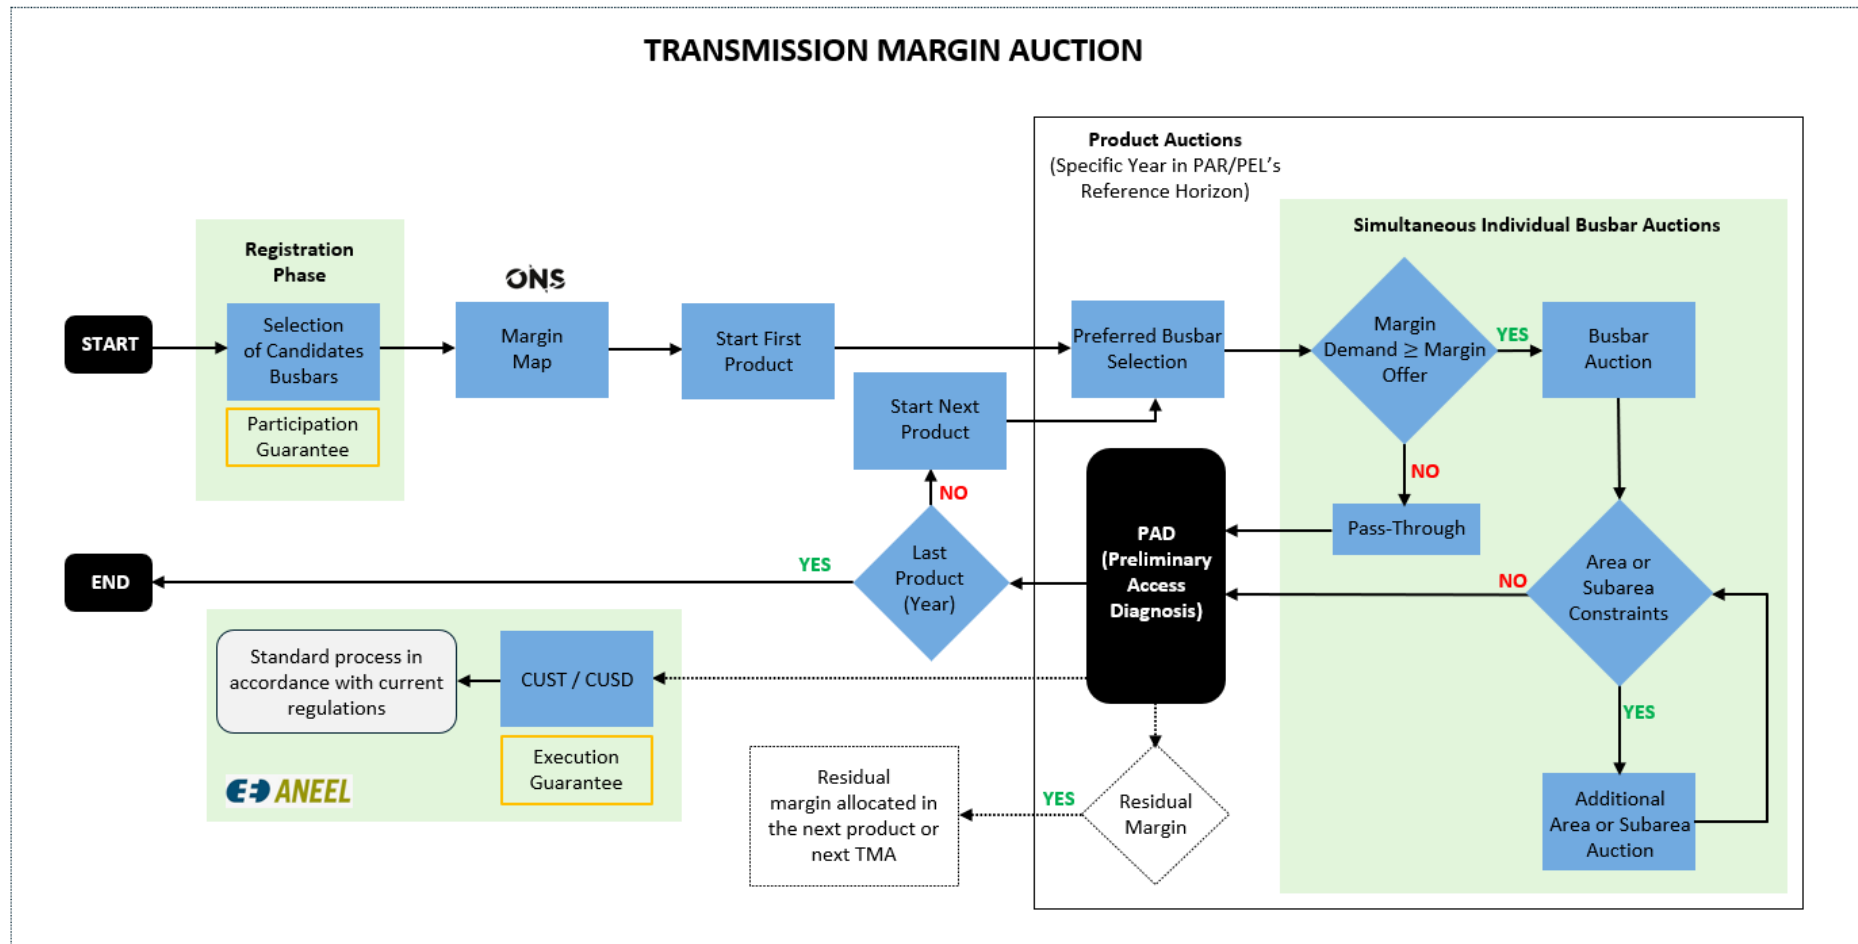 TRANSMISSION MARGIN AUCTION
Product Auctions
(Specific Year in PAR/PEL's
Reference Horizon)
Simultaneous Individual Busbar Auctions
Registration
Phase
ONS
START
Selection
of Candidates
Busbars
Participation
Guarantee
Margin
Map
Start First
Product
Preferred Busbar
Selection
Margin
Demand ≥ Margin
Offer
YES
Busbar
Auction
Start Next
Product
NO
NO
Pass-Through
PAD
(Preliminary
Access
Diagnosis)
Last
Product
(Year)
YES
END
NO
Area or
Subarea
Constraints
YES
Standard process in
accordance with current
regulations
CUST / CUSD
Execution
Guarantee
ANEEL
Residual
margin allocated in
the next product or
next TMA
YES
Residual
Margin
Additional
Area or Subarea
Auction